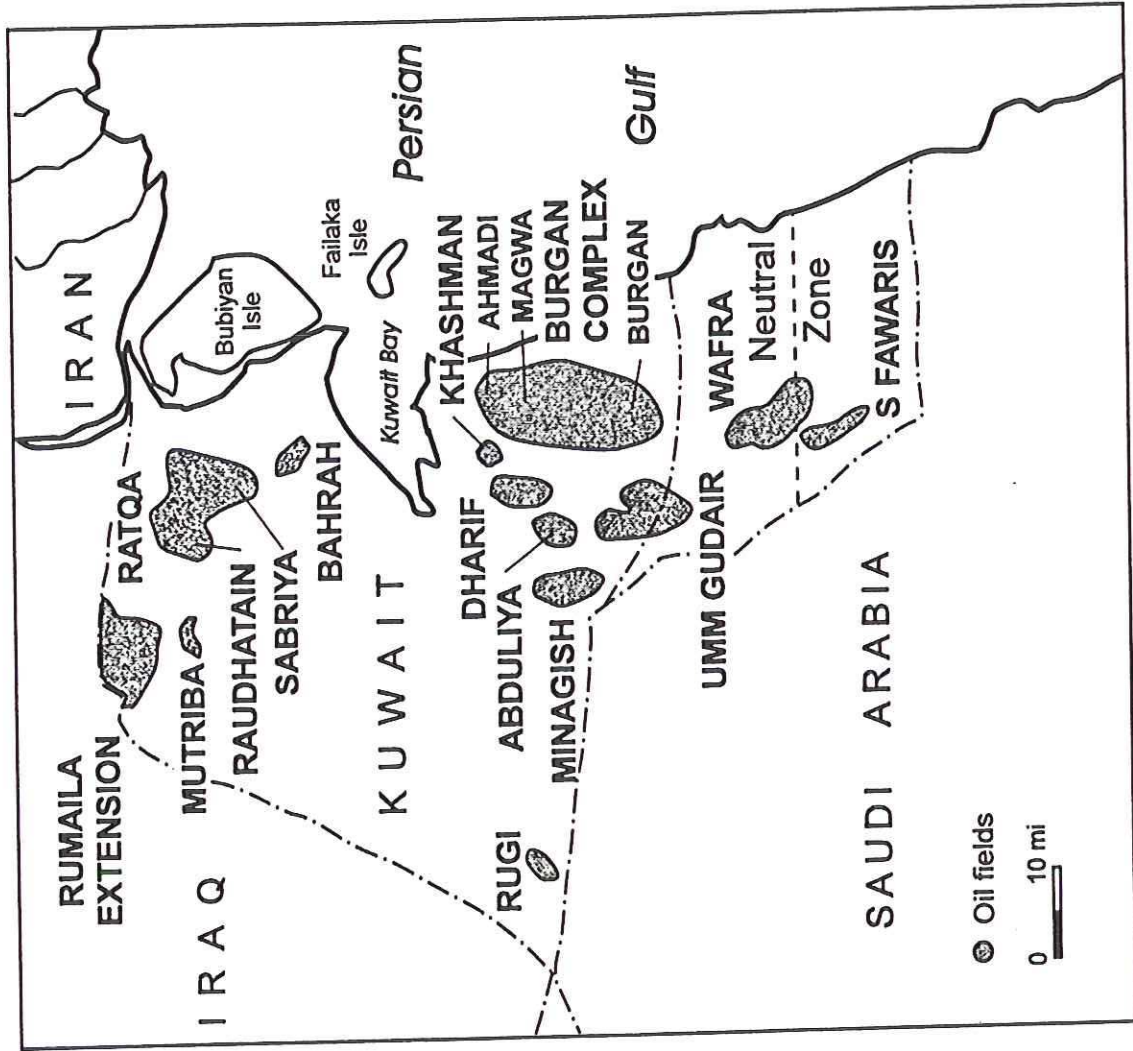 IRAN
RUMAILA
EXTENSION
RATQA
Bubiyan
Isle
IRAQ
MUTRIBA
RAUDHATAIN
SABRIYA
BAHRAH
Failaka
Isle
Persian
Gulf
KUWAIT
Kuwait Bay
KHASHMAN
AHMADI
MAGWA
BURGAN
COMPLEX
BURGAN
DHARIF
ABDULIYA
MINAGISH
RUGI
UMM GUDAIR
WAFRA
Neutral
Zone
S FAWARIS
SAUDI ARABIA
Oil fields
0 10 mi